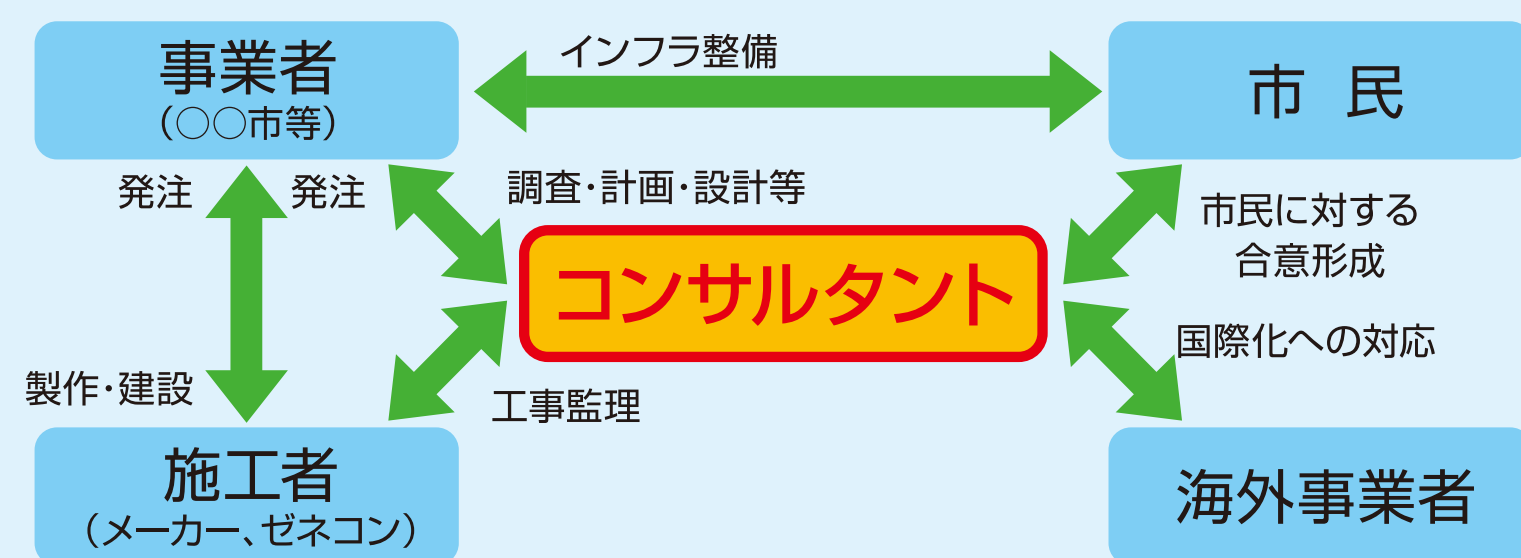 事業者
（○○市等）
インフラ整備
市 民
発注
発注
調査・計画・設計等
コンサルタント
市民に対する
合意形成
国際化への対応
製作・建設
工事監理
施工者
（メーカー、ゼネコン）
海外事業者